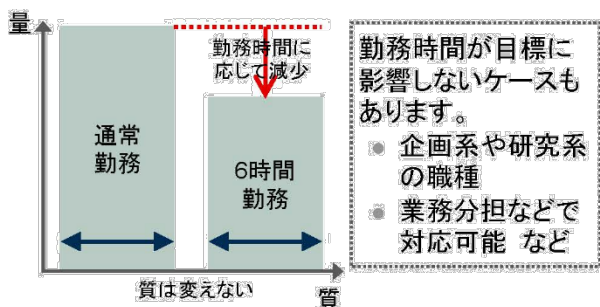 量
勤務時間に
応じて減少
通常
勤務
6時間
勤務
質は変えない
質
勤務時間が目標に
影響しないケースも
あります。
企画系や研究系
の職種
業務分担などで
対応可能 など